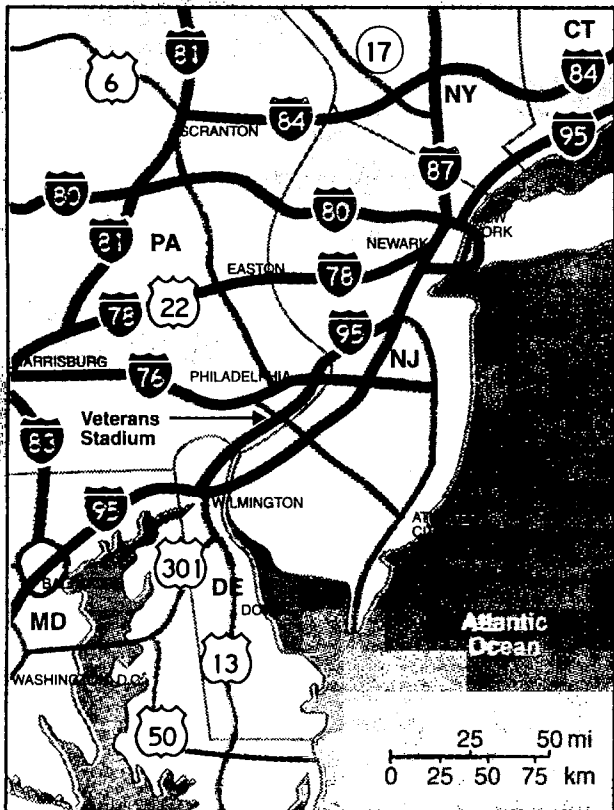 CT
81
17
6
84
NY
SCRANTON
84
95
87
80
80
81
PA
NEWARK
EASTON
78
22
78
95
HARRISBURG
76
PHILADELPHIA
NJ
Veterans
Stadium
83
95
WILMINGTON
301
DE
MD
Atlantic
Ocean
13
50
25 50 mi
0 25 50 75 km